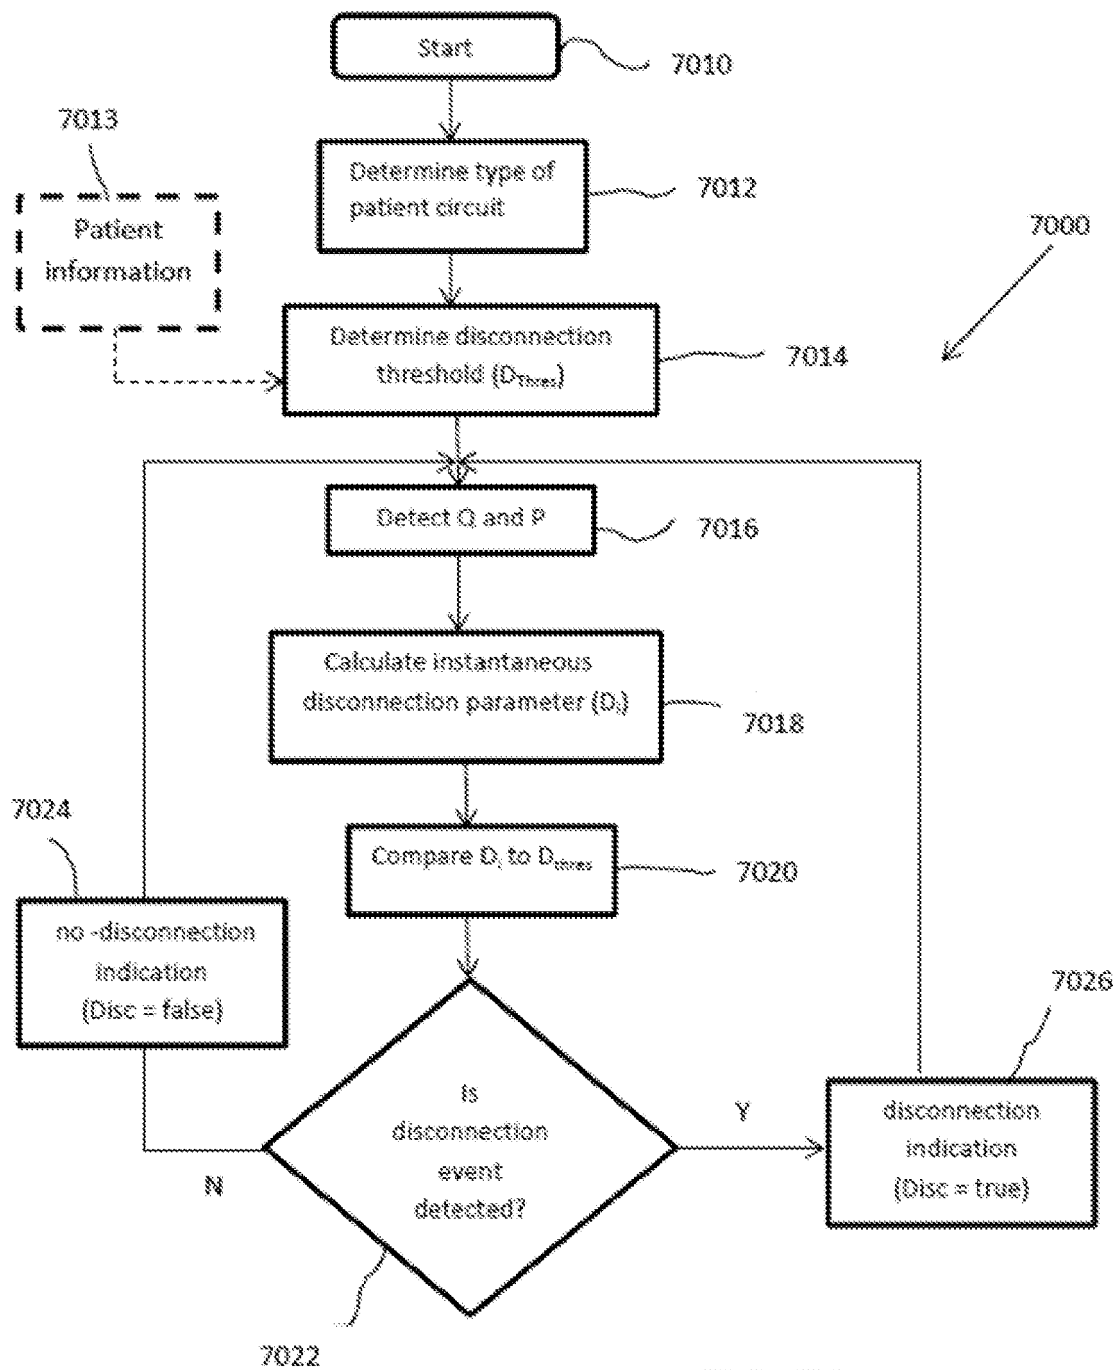 Start
7010
7013
Determine type of
patient circuit
7012
Patient
information
7000
Determine disconnection
threshold (D_Thres)
7014
Detect Q and P
7016
Calculate instantaneous
disconnection parameter (D_i)
7018
7024
Compare D_i to D_thres
7020
no -disconnection
indication
(Disc = false)
7026
Is
disconnection
event
detected?
Y
N
disconnection
indication
(Disc = true)
7022